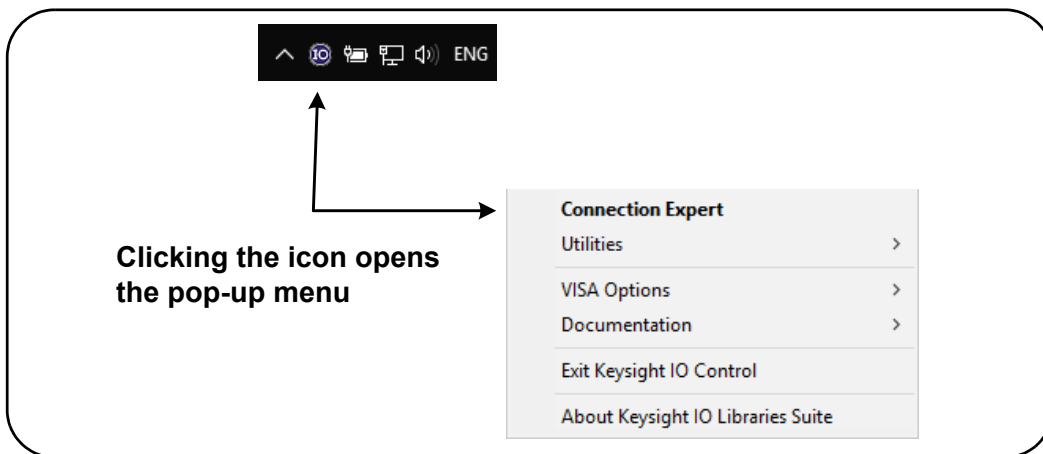 IO ENG
Connection Expert
Utilities
Clicking the icon opens
the pop-up menu
VISA Options
Documentation
Exit Keysight IO Control
About Keysight IO Libraries Suite